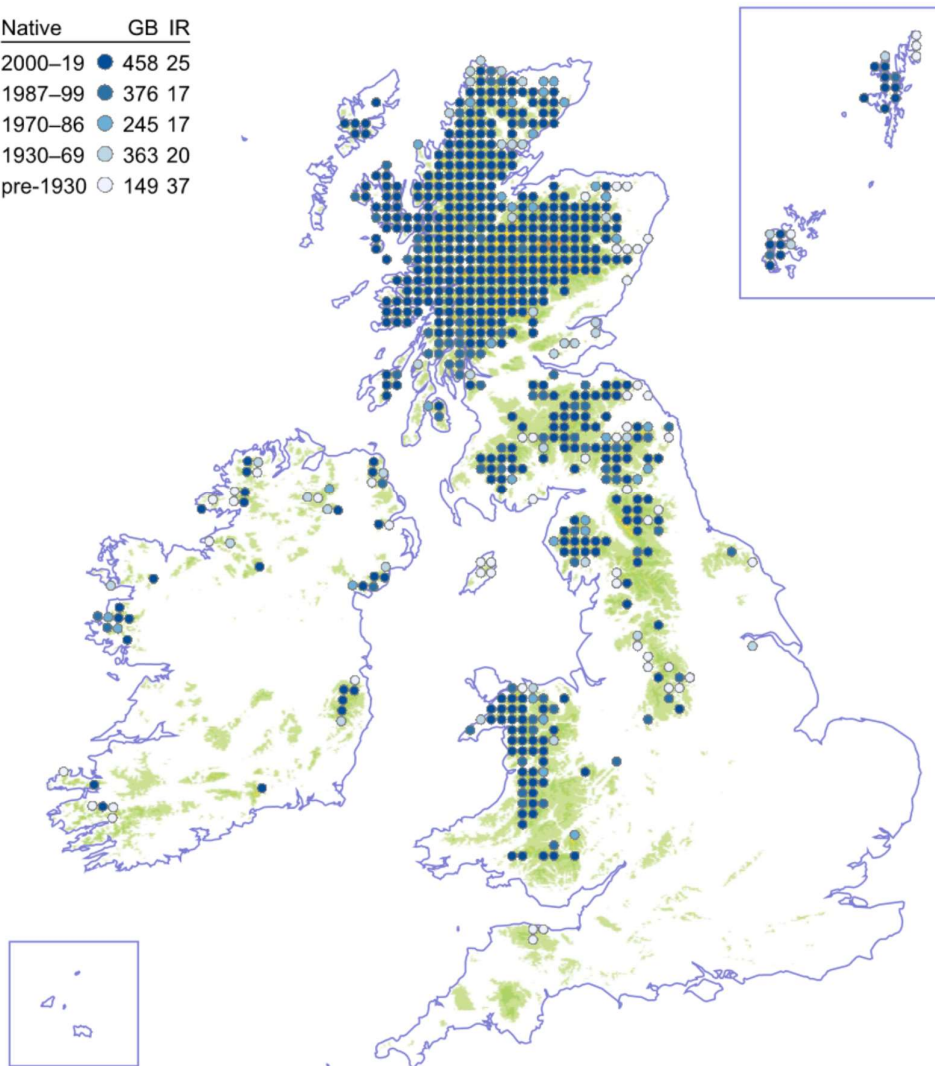 Native GB IR
2000–19 458 25
1987–99 376 17
1970–86 245 17
1930–69 363 20
pre-1930 149 37